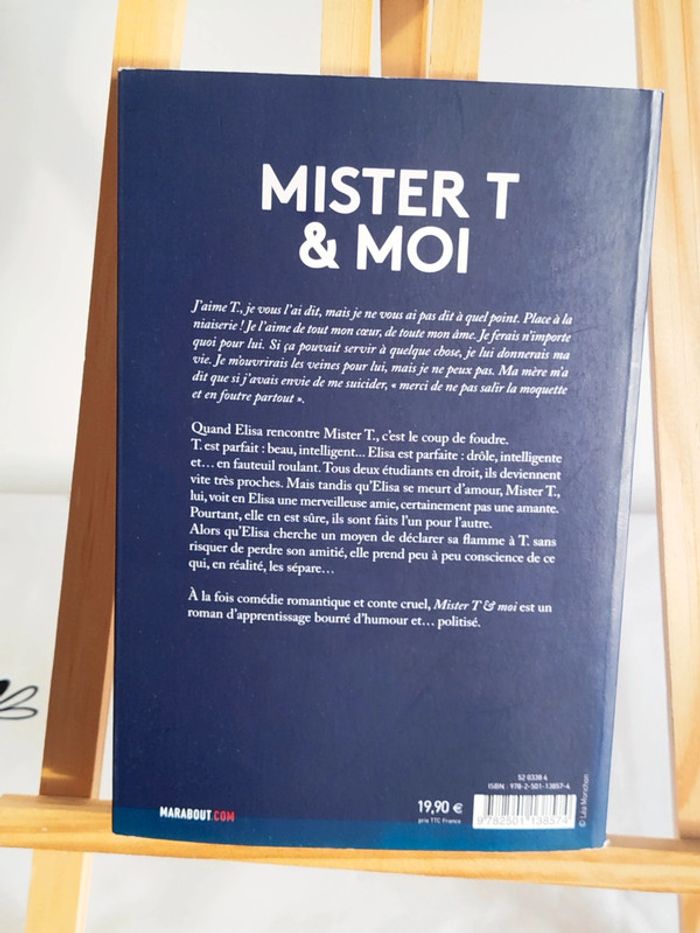 MISTER T
& MOI
J'aime T., je vous l'ai dit, mais je ne vous ai pas dit à quel point. Place à la
niaiserie ! Je l'aime de tout mon cœur, de toute mon âme. Je ferais n'importe
quoi pour lui. Si ça pouvait servir à quelque chose, je lui donnerais ma
vie. Je m'ouvrirais les veines pour lui, mais je ne peux pas. Ma mère m'a
dit que si j'avais envie de me suicider, « merci de ne pas salir la moquette
et en foutre partout ».
Quand Elisa rencontre Mister T., c'est le coup de foudre.
T. est parfait : beau, intelligent... Elisa est parfaite : drôle, intelligente
et... en fauteuil roulant. Tous deux étudiants en droit, ils deviennent
vite très proches. Mais tandis qu'Elisa se meurt d'amour, Mister T.,
lui, voit en Elisa une merveilleuse amie, certainement pas une amante.
Pourtant, elle en est sûre, ils sont faits l'un pour l'autre.
Alors qu'Elisa cherche un moyen de déclarer sa flamme à T. sans
risquer de perdre son amitié, elle prend peu à peu conscience de ce
qui, en réalité, les sépare...
À la fois comédie romantique et conte cruel, Mister T & moi est un
roman d'apprentissage bourré d'humour et... politisé.
MARABOUT.COM
19,90 €
prix TTC France
52 0338 4
ISBN : 978-2-501-13857-4
9 782501 138574
© Léa Morichon